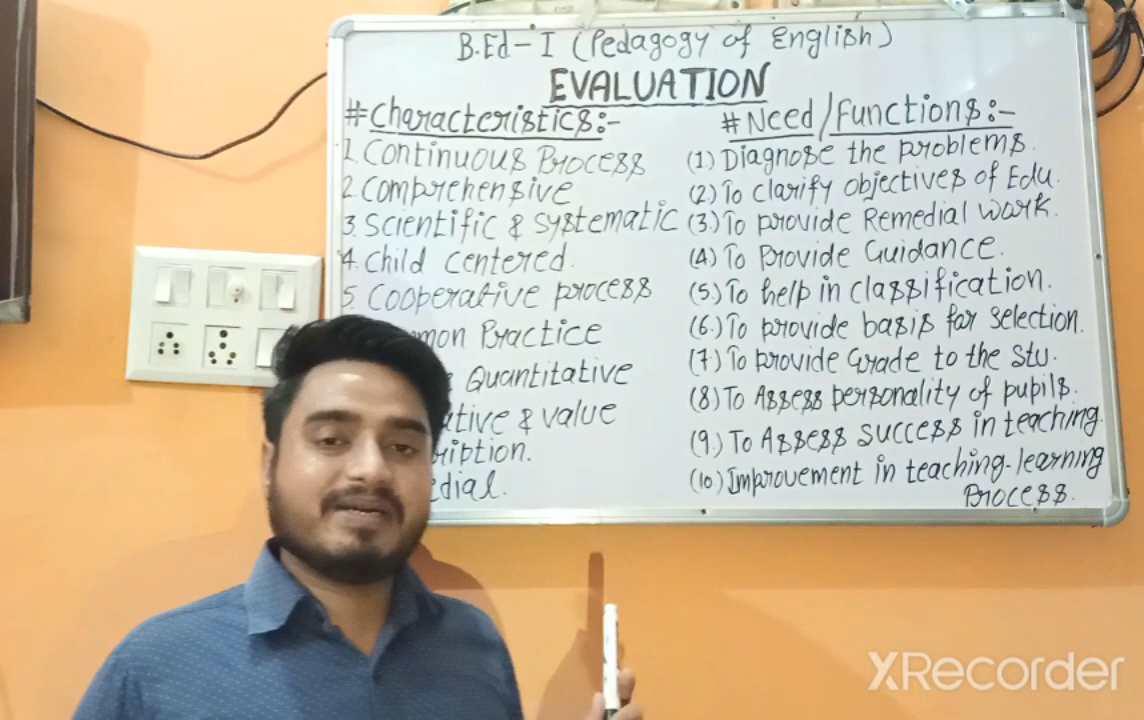 B.Ed - I (Pedagogy of English)
EVALUATION
# Characteristics:-
1. Continuous Process
2. Comprehensive
3. Scientific & systematic
4. Child centered.
5. Cooperative process
Practice
Quantitative
& value
# Need/Functions:-
(1) Diagnose the problems.
(2) To clarify objectives of Edu.
(3.) To provide Remedial work.
(4) To Provide Guidance.
(5) To help in classification.
(6.) To provide basis for selection.
(7.) To provide Grade to the Stu.
(8) To Assess personality of pupils.
(9.) To Assess success in teaching.
(10) Improvement in teaching-learning
Process.
XRecorder